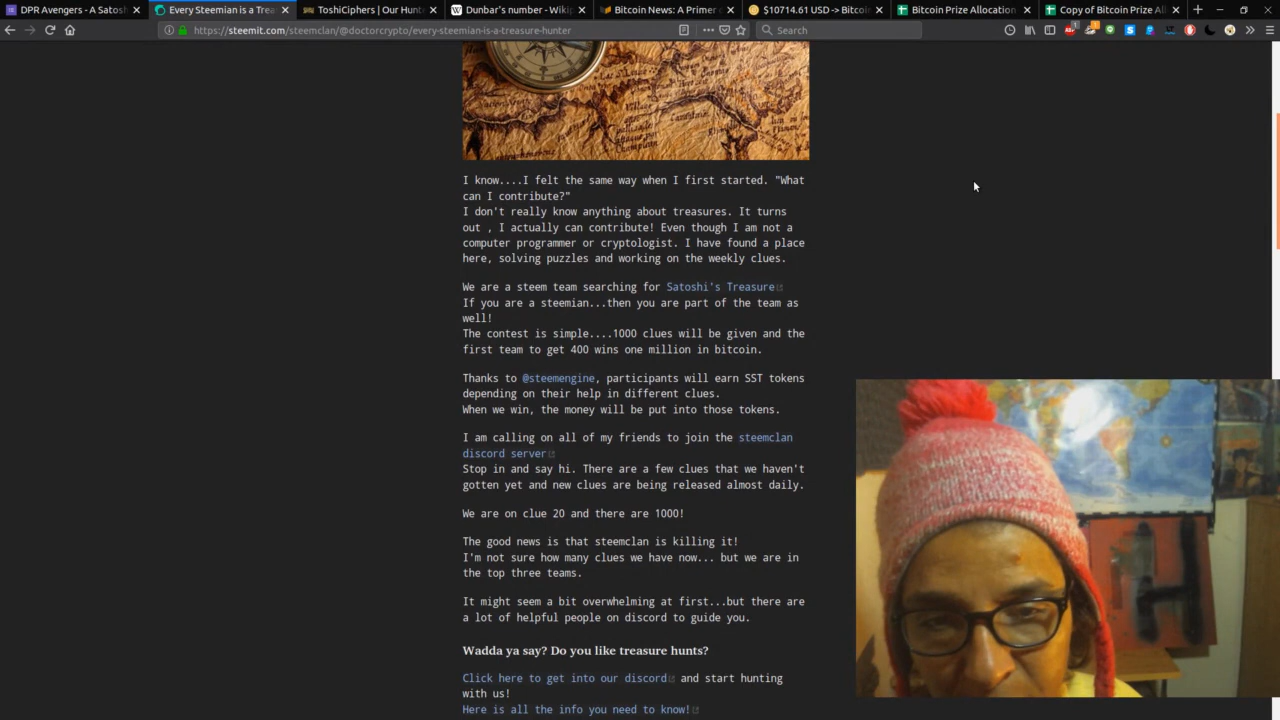 DPR Avengers - A Satosh
Every Steemian is a Trea
ToshiCiphers | Our Hunt
Dunbar's number - Wikip
Bitcoin News: A Primer o
$10714.61 USD -> Bitcoin
Bitcoin Prize Allocation
Copy of Bitcoin Prize All
https://steemit.com/steemclan/@doctorcrypto/every-steemian-is-a-treasure-hunter
Search
I know....I felt the same way when I first started. "What
can I contribute?"
I don't really know anything about treasures. It turns
out , I actually can contribute! Even though I am not a
computer programmer or cryptologist. I have found a place
here, solving puzzles and working on the weekly clues.
We are a steem team searching for Satoshi's Treasure
If you are a steemian...then you are part of the team as
well!
The contest is simple....1000 clues will be given and the
first team to get 400 wins one million in bitcoin.
Thanks to @steemengine, participants will earn SST tokens
depending on their help in different clues.
When we win, the money will be put into those tokens.
I am calling on all of my friends to join the steemclan
discord server
Stop in and say hi. There are a few clues that we haven't
gotten yet and new clues are being released almost daily.
We are on clue 20 and there are 1000!
The good news is that steemclan is killing it!
I'm not sure how many clues we have now... but we are in
the top three teams.
It might seem a bit overwhelming at first...but there are
a lot of helpful people on discord to guide you.
Wadda ya say? Do you like treasure hunts?
Click here to get into our discord and start hunting
with us!
Here is all the info you need to know!